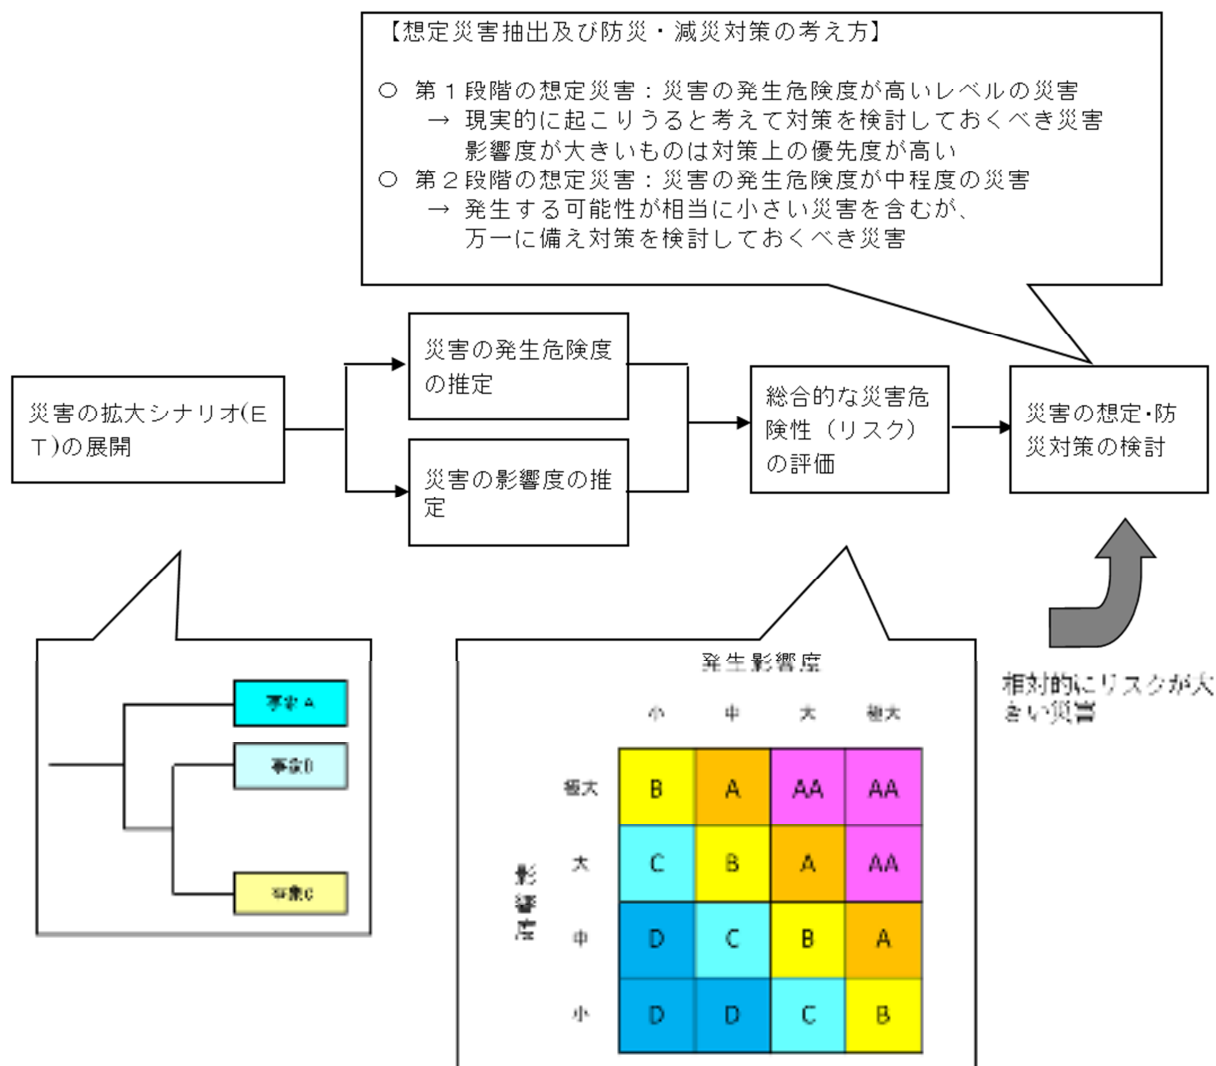 【想定災害抽出及び防災・減災対策の考え方】
○ 第１段階の想定災害：災害の発生危険度が高いレベルの災害
→ 現実的に起こりうると考えて対策を検討しておくべき災害
影響度が大きいものは対策上の優先度が高い
○ 第２段階の想定災害：災害の発生危険度が中程度の災害
→ 発生する可能性が相当に小さい災害を含むが、
万一に備え対策を検討しておくべき災害
災害の拡大シナリオ(Ｅ
Ｔ)の展開
災害の発生危険度
の推定
災害の影響度の推
定
総合的な災害危
険性（リスク）
の評価
災害の想定･防
災対策の検討
相対的にリスクが大
きい災害
事象A
事象B
事象C
発生影響度
小 中 大 極大
影響度
極大 B A AA AA
大 C B A AA
中 D C B A
小 D D C B